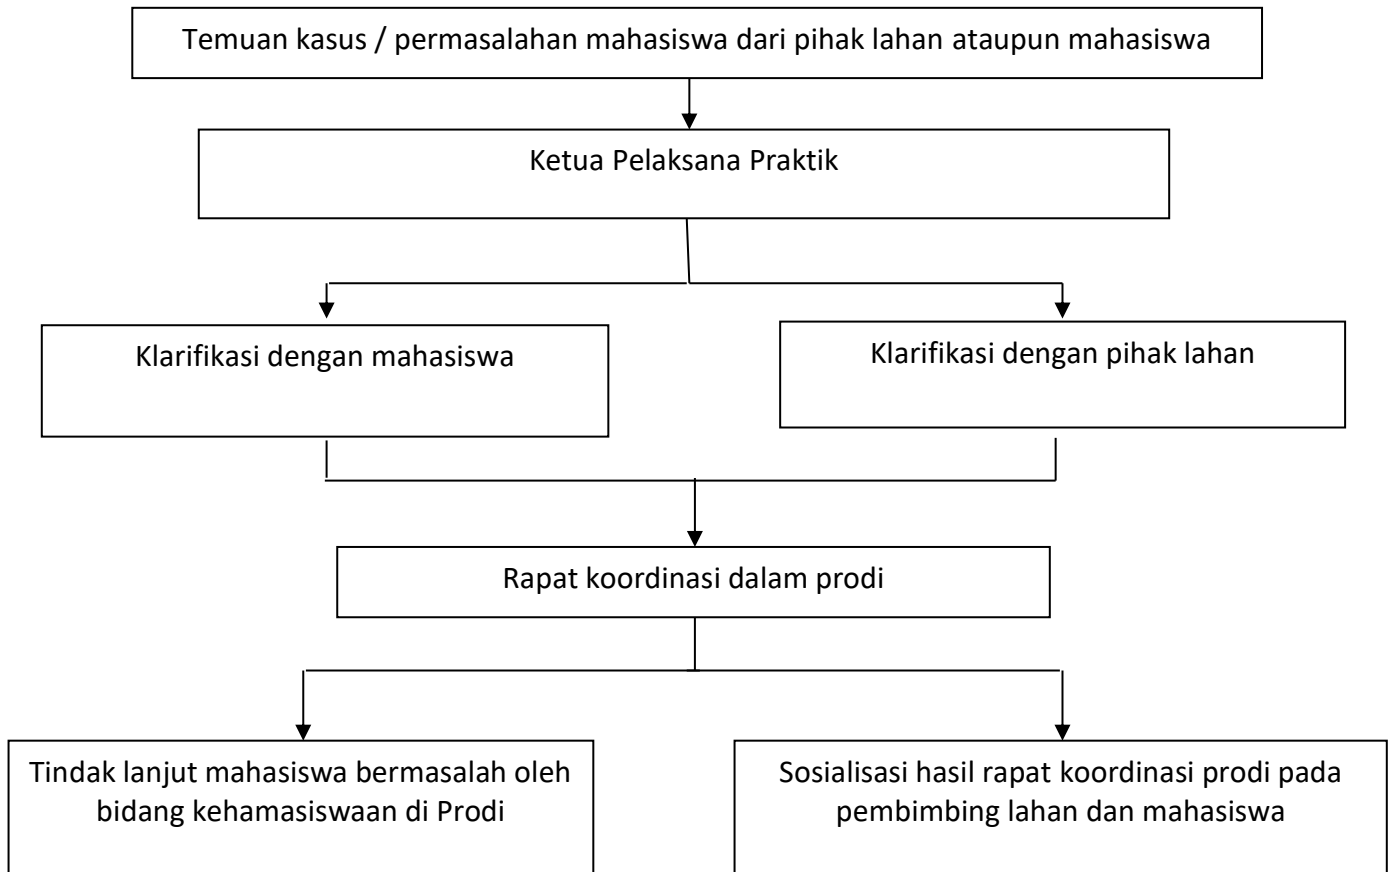 Temuan kasus / permasalahan mahasiswa dari pihak lahan ataupun mahasiswa
Ketua Pelaksana Praktik
Klarifikasi dengan mahasiswa
Klarifikasi dengan pihak lahan
Rapat koordinasi dalam prodi
Tindak lanjut mahasiswa bermasalah oleh
bidang kehamasiswaan di Prodi
Sosialisasi hasil rapat koordinasi prodi pada
pembimbing lahan dan mahasiswa